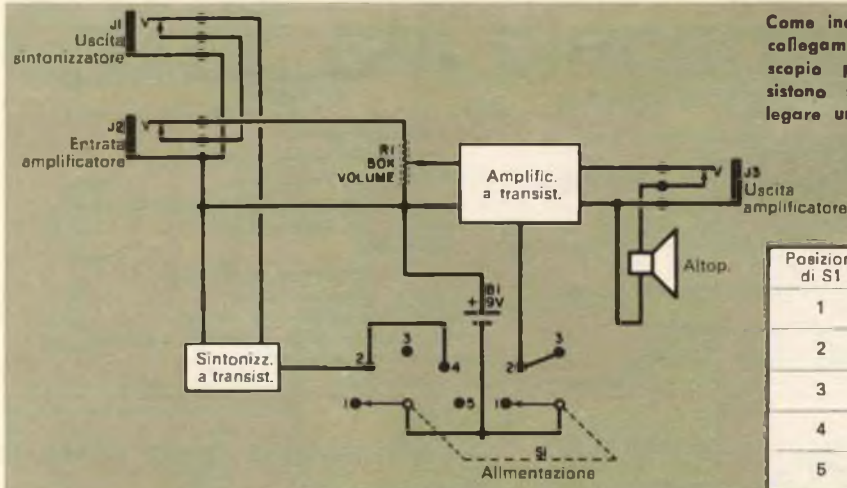 J1
Uscita
sintonizzatore
V
J2
Entrata
amplificatore
V
R1
50K
VOLUME
Amplific.
a transist.
V
J3
Uscita
amplificatore
Altop.
B1
+ 9V
Sintonizz.
a transist.
2
3
4
1
5
2
3
1
S1
Alimentazione
Come
collegam
scopio
sistono
legare
Posizion
di S1
1
2
3
4
5